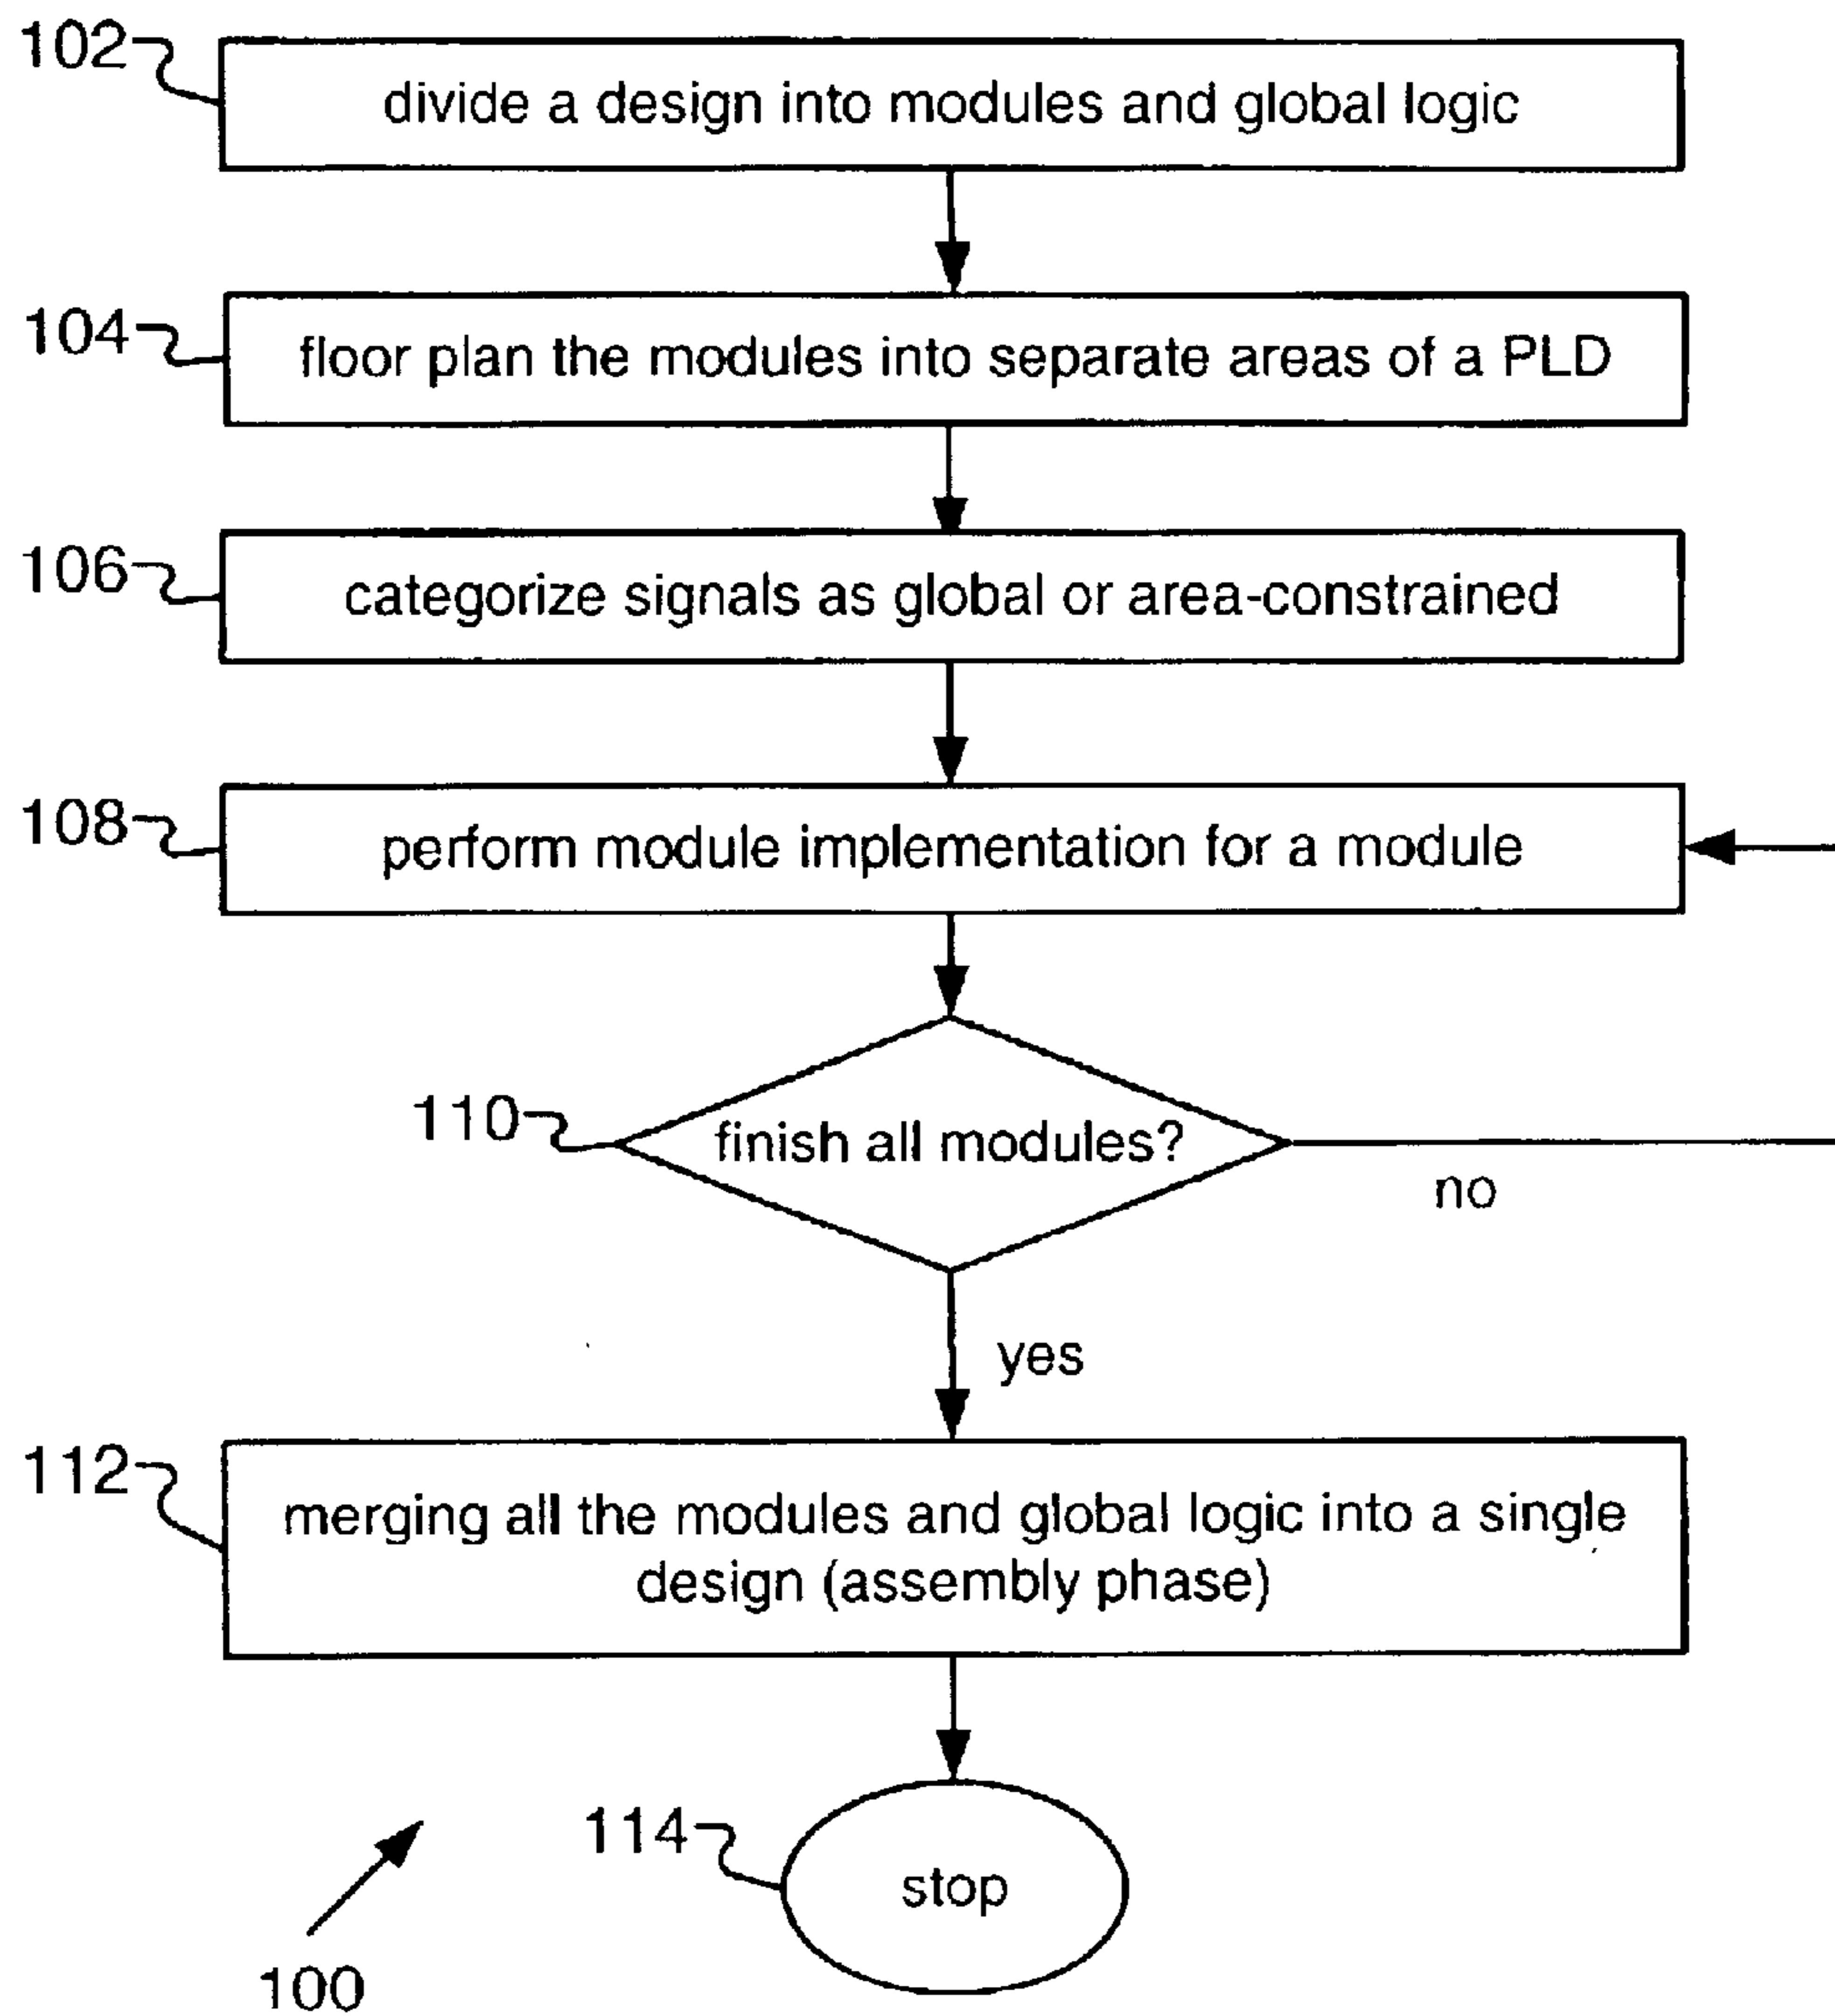 102
divide a design into modules and global logic
104
floor plan the modules into separate areas of a PLD
106
categorize signals as global or area-constrained
108
perform module implementation for a module
110
finish all modules?
no
yes
112
merging all the modules and global logic into a single
design (assembly phase)
114
stop
100